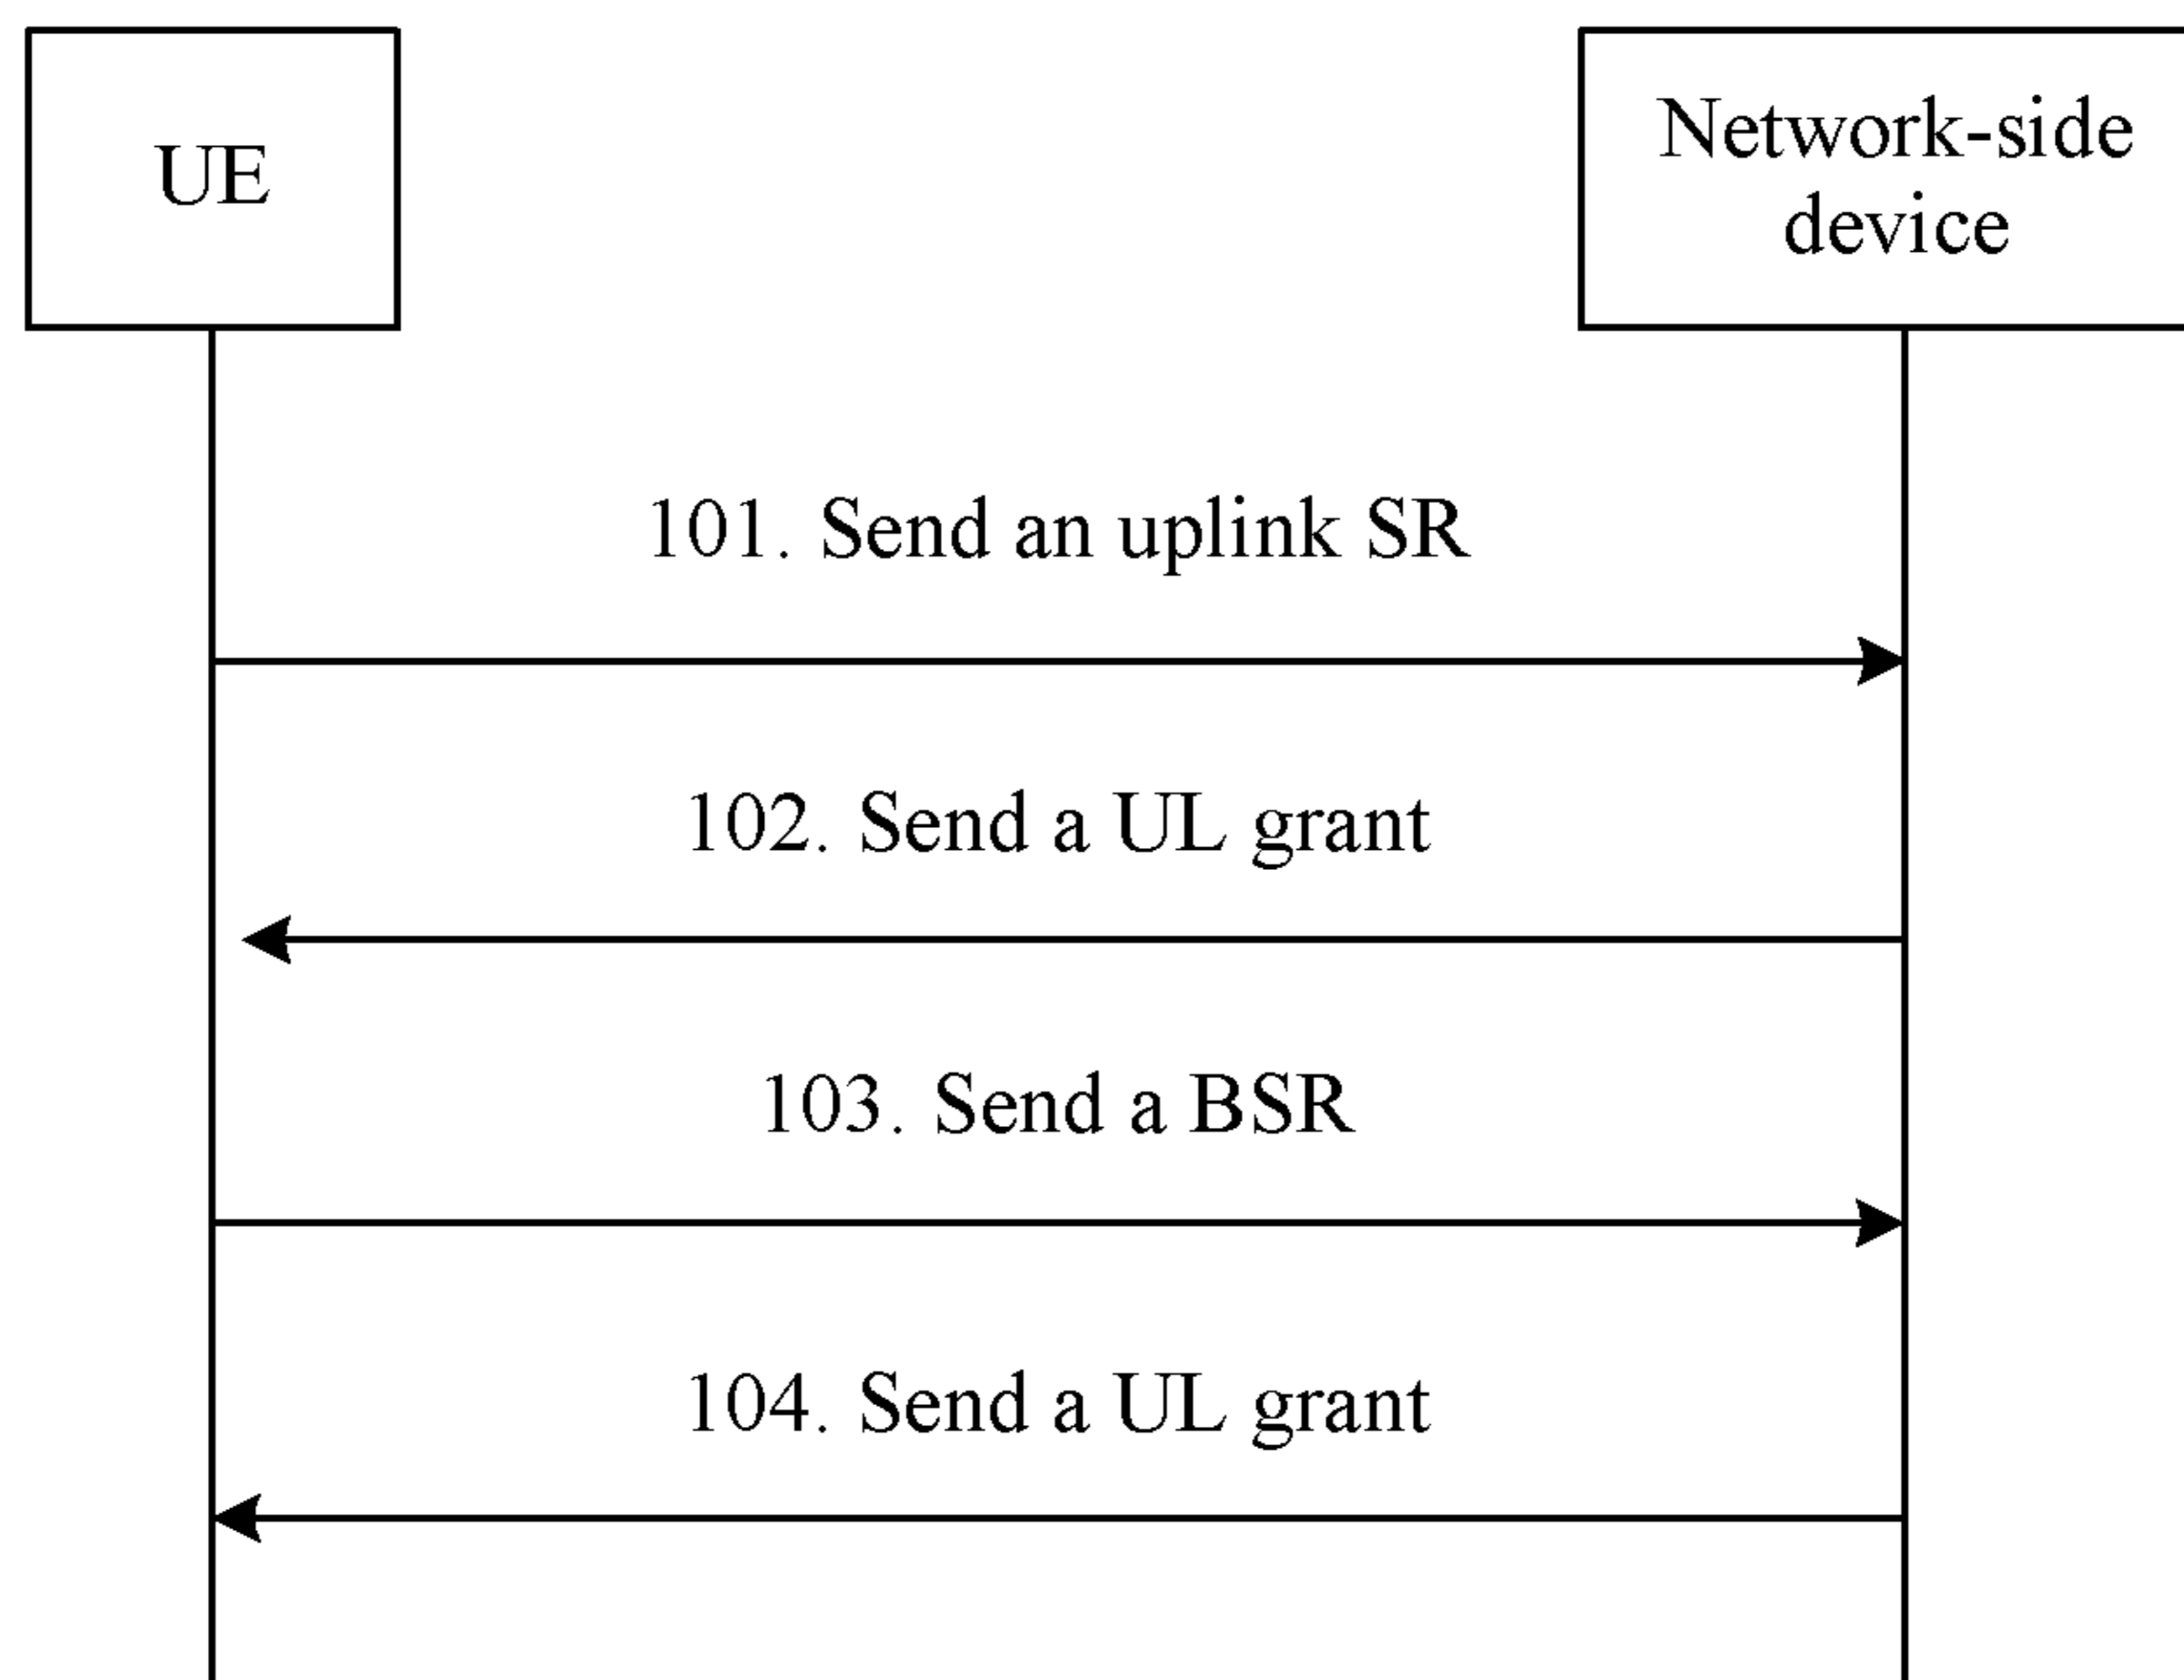 UE
Network-side
device
101. Send an uplink SR
102. Send a UL grant
103. Send a BSR
104. Send a UL grant